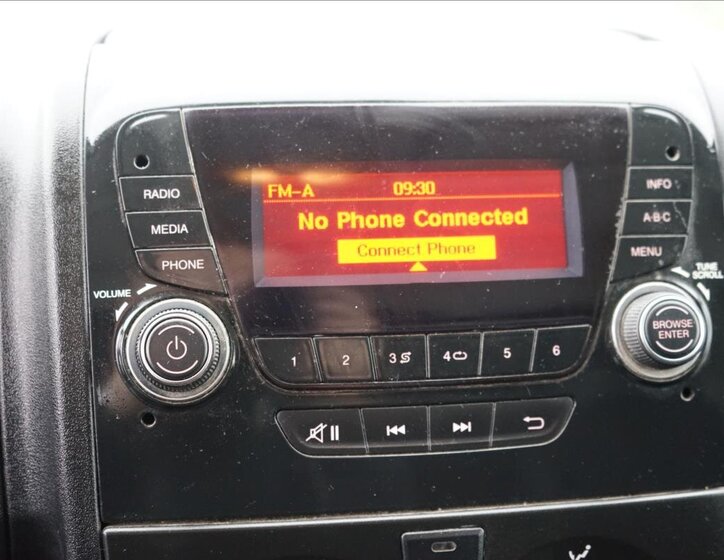 FM-A 09:30
No Phone Connected
Connect Phone
RADIO
MEDIA
PHONE
INFO
A-B-C
MENU
VOLUME
TUNE
SCROLL
BROWSE
ENTER
1 2 3 4 5 6